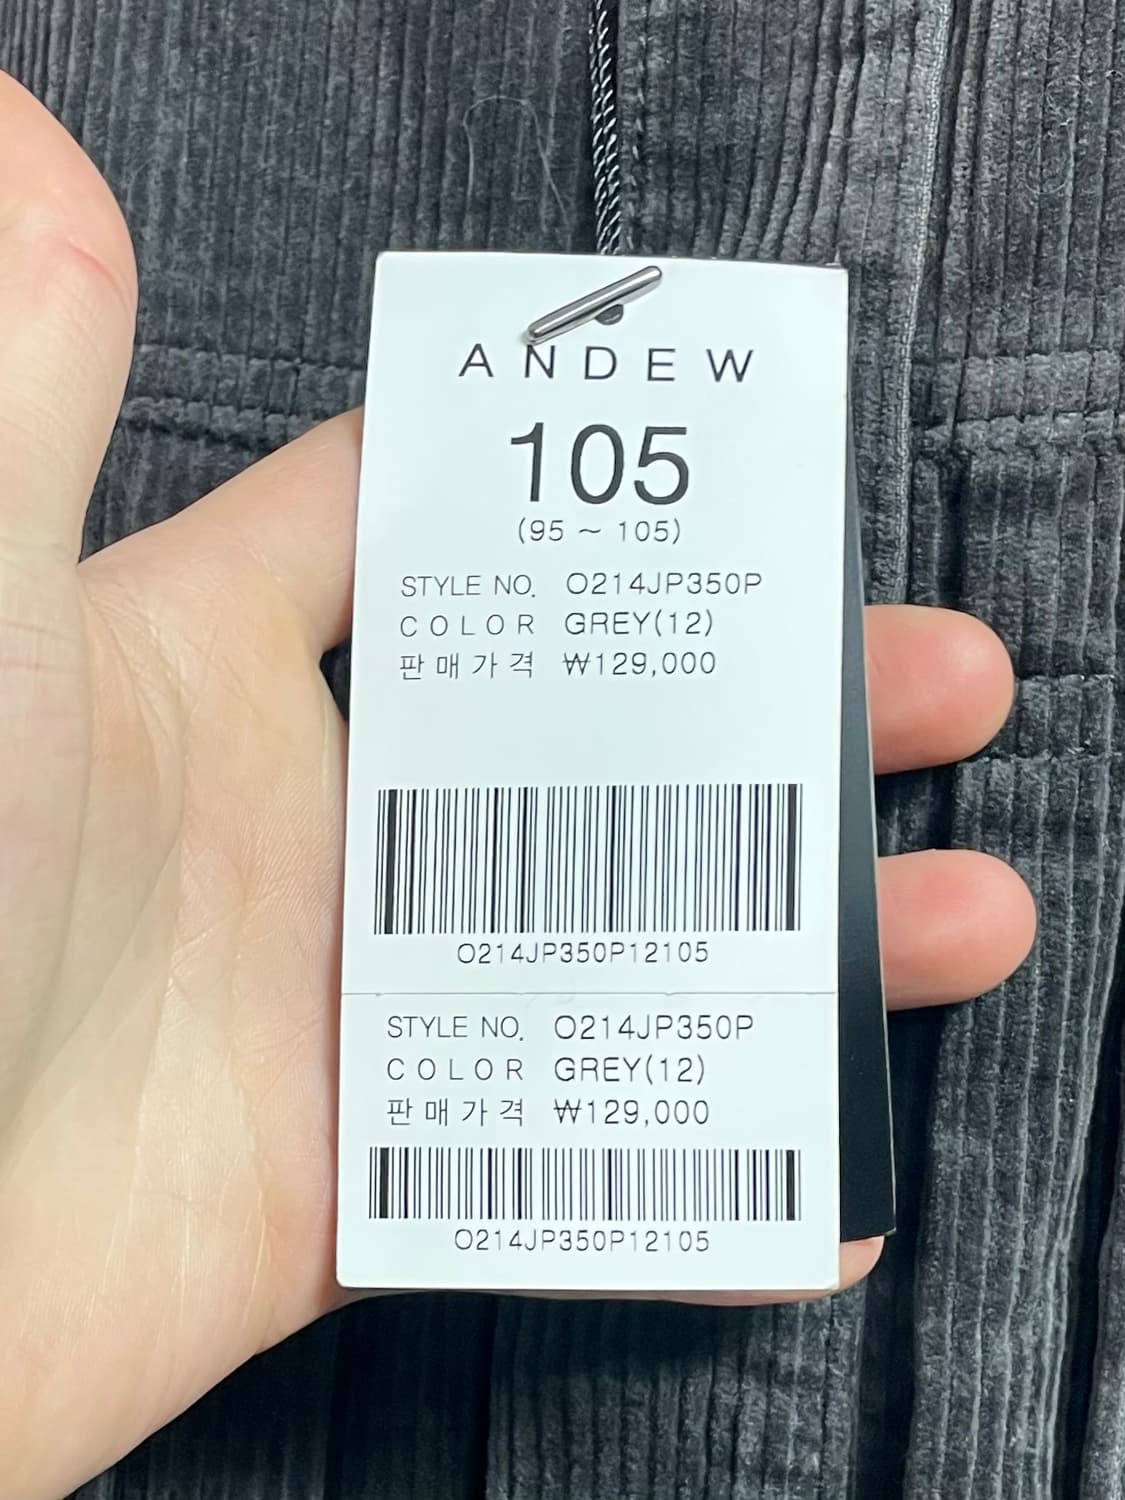 ANDEW
105
(95 ~ 105)
STYLE NO. O214JP350P
COLOR GREY(12)
판매가격 ₩129,000
O214JP350P12105
STYLE NO. O214JP350P
COLOR GREY(12)
판매가격 ₩129,000
O214JP350P12105